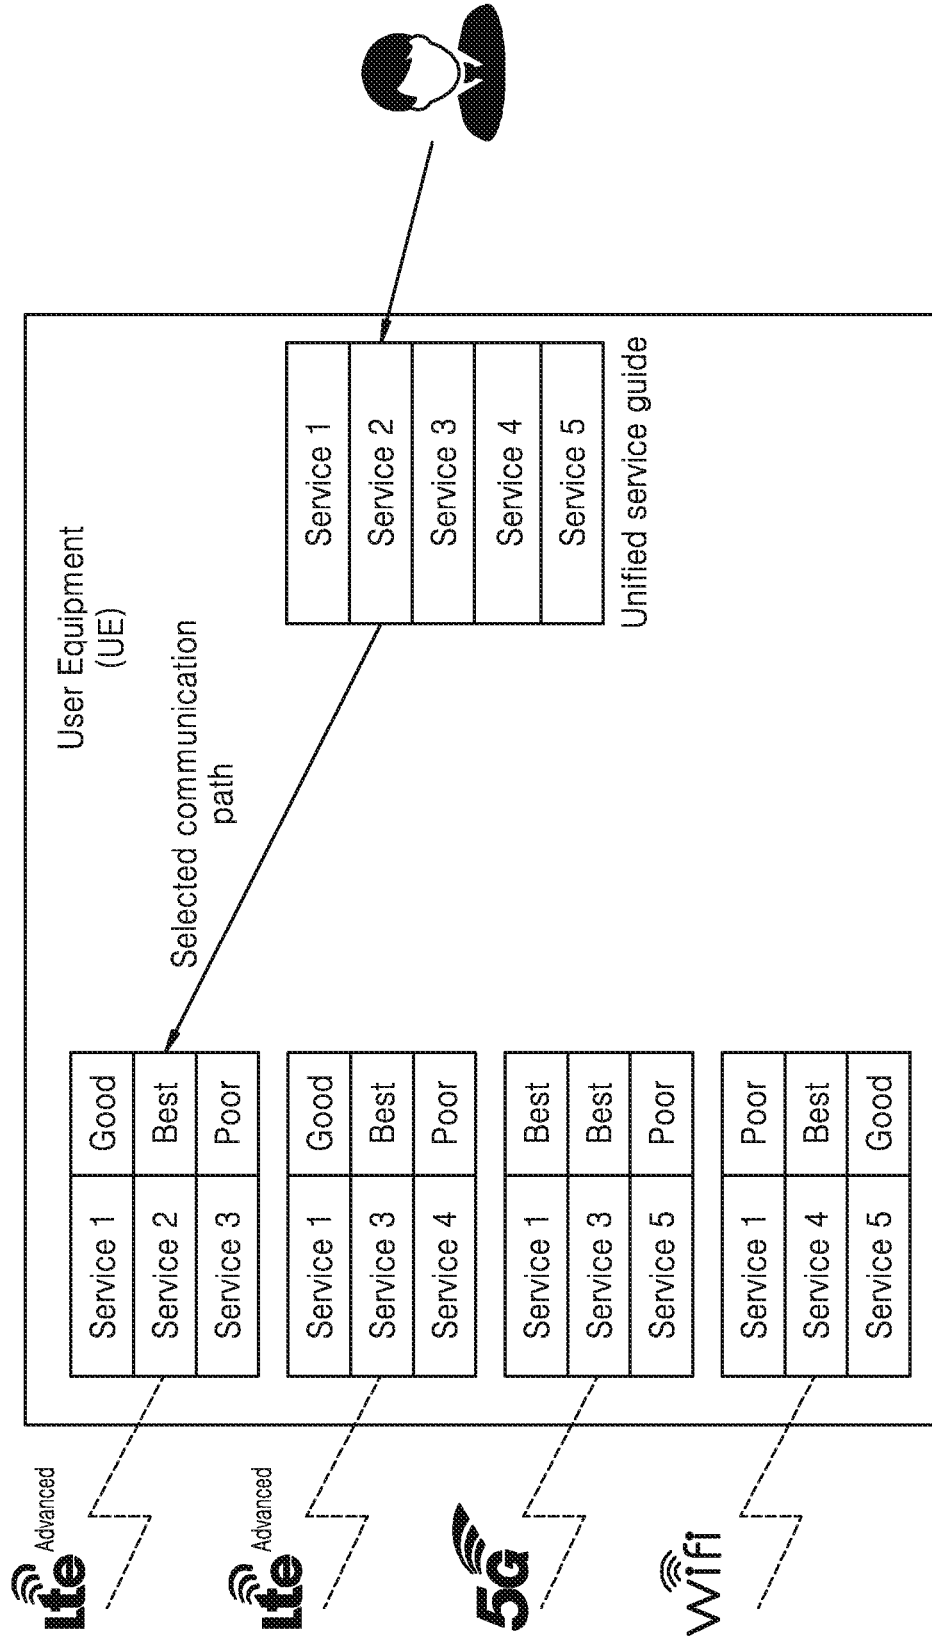 User Equipment
(UE)
Lte Advanced
Service 1 Good
Service 2 Best
Service 3 Poor
Selected communication
path
Lte Advanced
Service 1 Good
Service 3 Best
Service 4 Poor
5G
Service 1 Best
Service 3 Best
Service 5 Poor
Wifi
Service 1 Poor
Service 4 Best
Service 5 Good
Service 1
Service 2
Service 3
Service 4
Service 5
Unified service guide